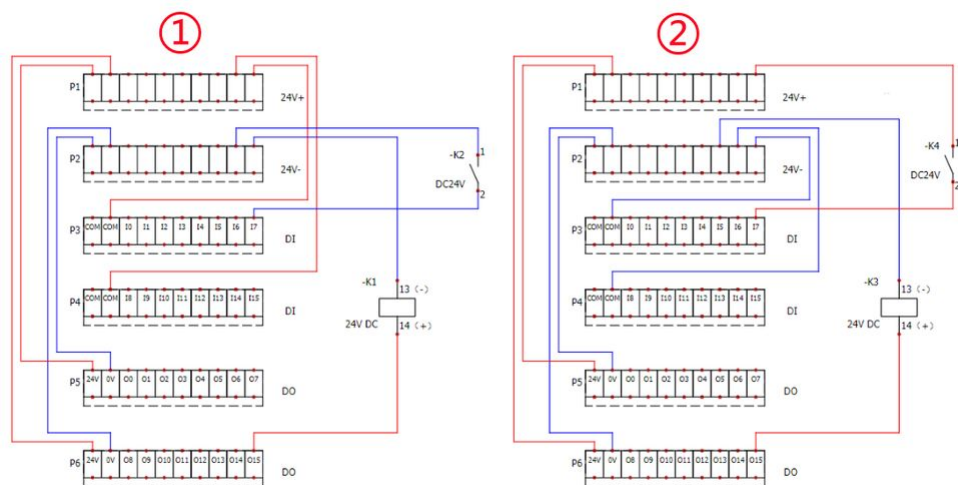 ① ②
P1
24V+
P2
24V-
-K2 1
DC24V
2
P3 COM COM I0 I1 I2 I3 I4 I5 I6 I7
DI
P4 COM COM I8 I9 I10 I11 I12 I13 I14 I15
DI
-K1 13 (-)
24V DC 14 (+)
P5 24V 0V O0 O1 O2 O3 O4 O5 O6 O7
DO
P6 24V 0V O8 O9 O10 O11 O12 O13 O14 O15
DO
P1
24V+
P2
24V-
-K4 1
DC24V
2
P3 COM COM I0 I1 I2 I3 I4 I5 I6 I7
DI
P4 COM COM I8 I9 I10 I11 I12 I13 I14 I15
DI
-K3 13 (-)
24V DC 14 (+)
P5 24V 0V O0 O1 O2 O3 O4 O5 O6 O7
DO
P6 24V 0V O8 O9 O10 O11 O12 O13 O14 O15
DO